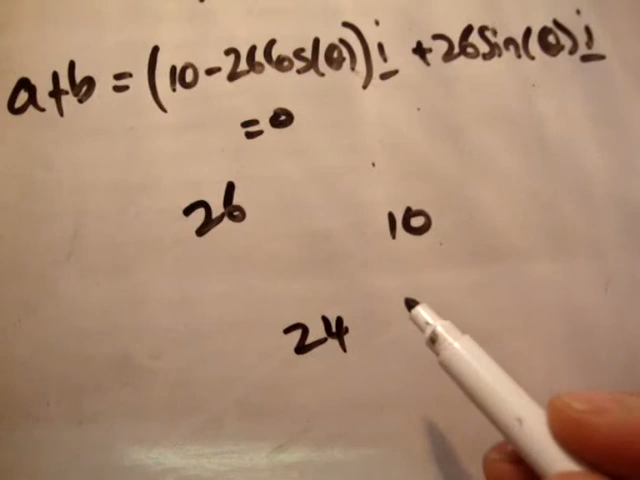 a+b = (10-26Cos(θ))i +26Sin(θ)j
=0
26 10
24